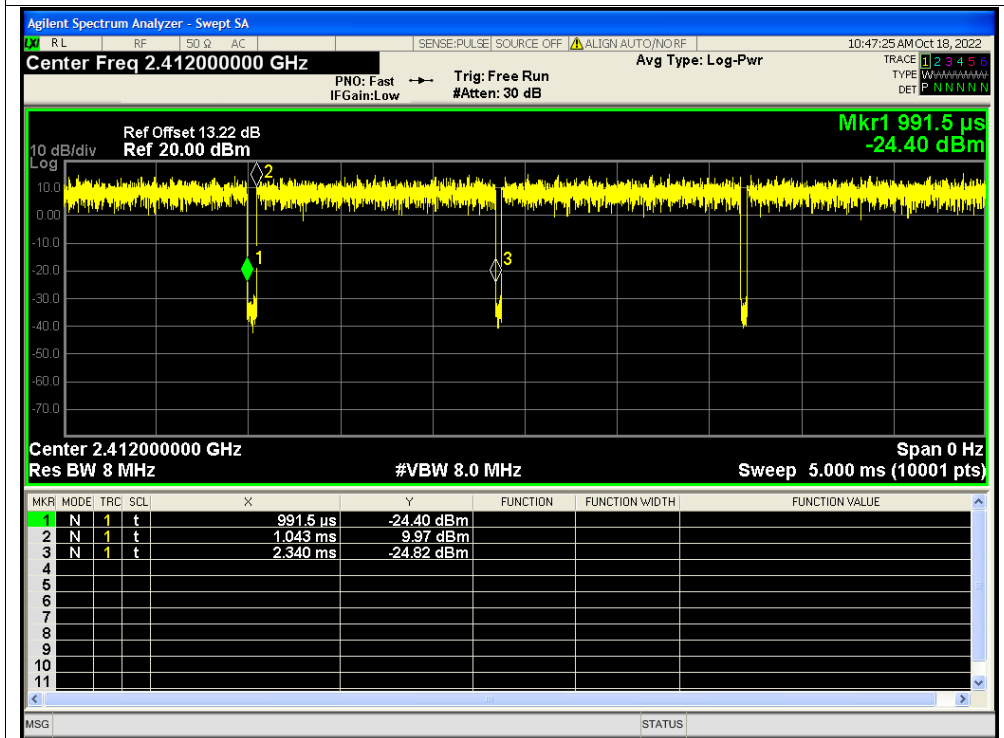 Agilent Spectrum Analyzer - Swept SA
LXI RL RF 50 Ω AC SENSE:PULSE SOURCE OFF ALIGN AUTO/NO RF 10:47:25 AM Oct 18, 2022
Center Freq 2.412000000 GHz Avg Type: Log-Pwr TRACE 1 2 3 4 5 6
PNO: Fast Trig: Free Run TYPE WWWWWW
IFGain:Low #Atten: 30 dB DET P N N N N N
Mkr1 991.5 µs
-24.40 dBm
Ref Offset 13.22 dB
10 dB/div Ref 20.00 dBm
Log
10.0
0.00
-10.0
-20.0
-30.0
-40.0
-50.0
-60.0
-70.0
2
1
3
Center 2.412000000 GHz Span 0 Hz
Res BW 8 MHz #VBW 8.0 MHz Sweep 5.000 ms (10001 pts)
MKR MODE TRC SCL X Y FUNCTION FUNCTION WIDTH FUNCTION VALUE
1 N 1 t 991.5 µs -24.40 dBm
2 N 1 t 1.043 ms 9.97 dBm
3 N 1 t 2.340 ms -24.82 dBm
4
5
6
7
8
9
10
11
MSG STATUS